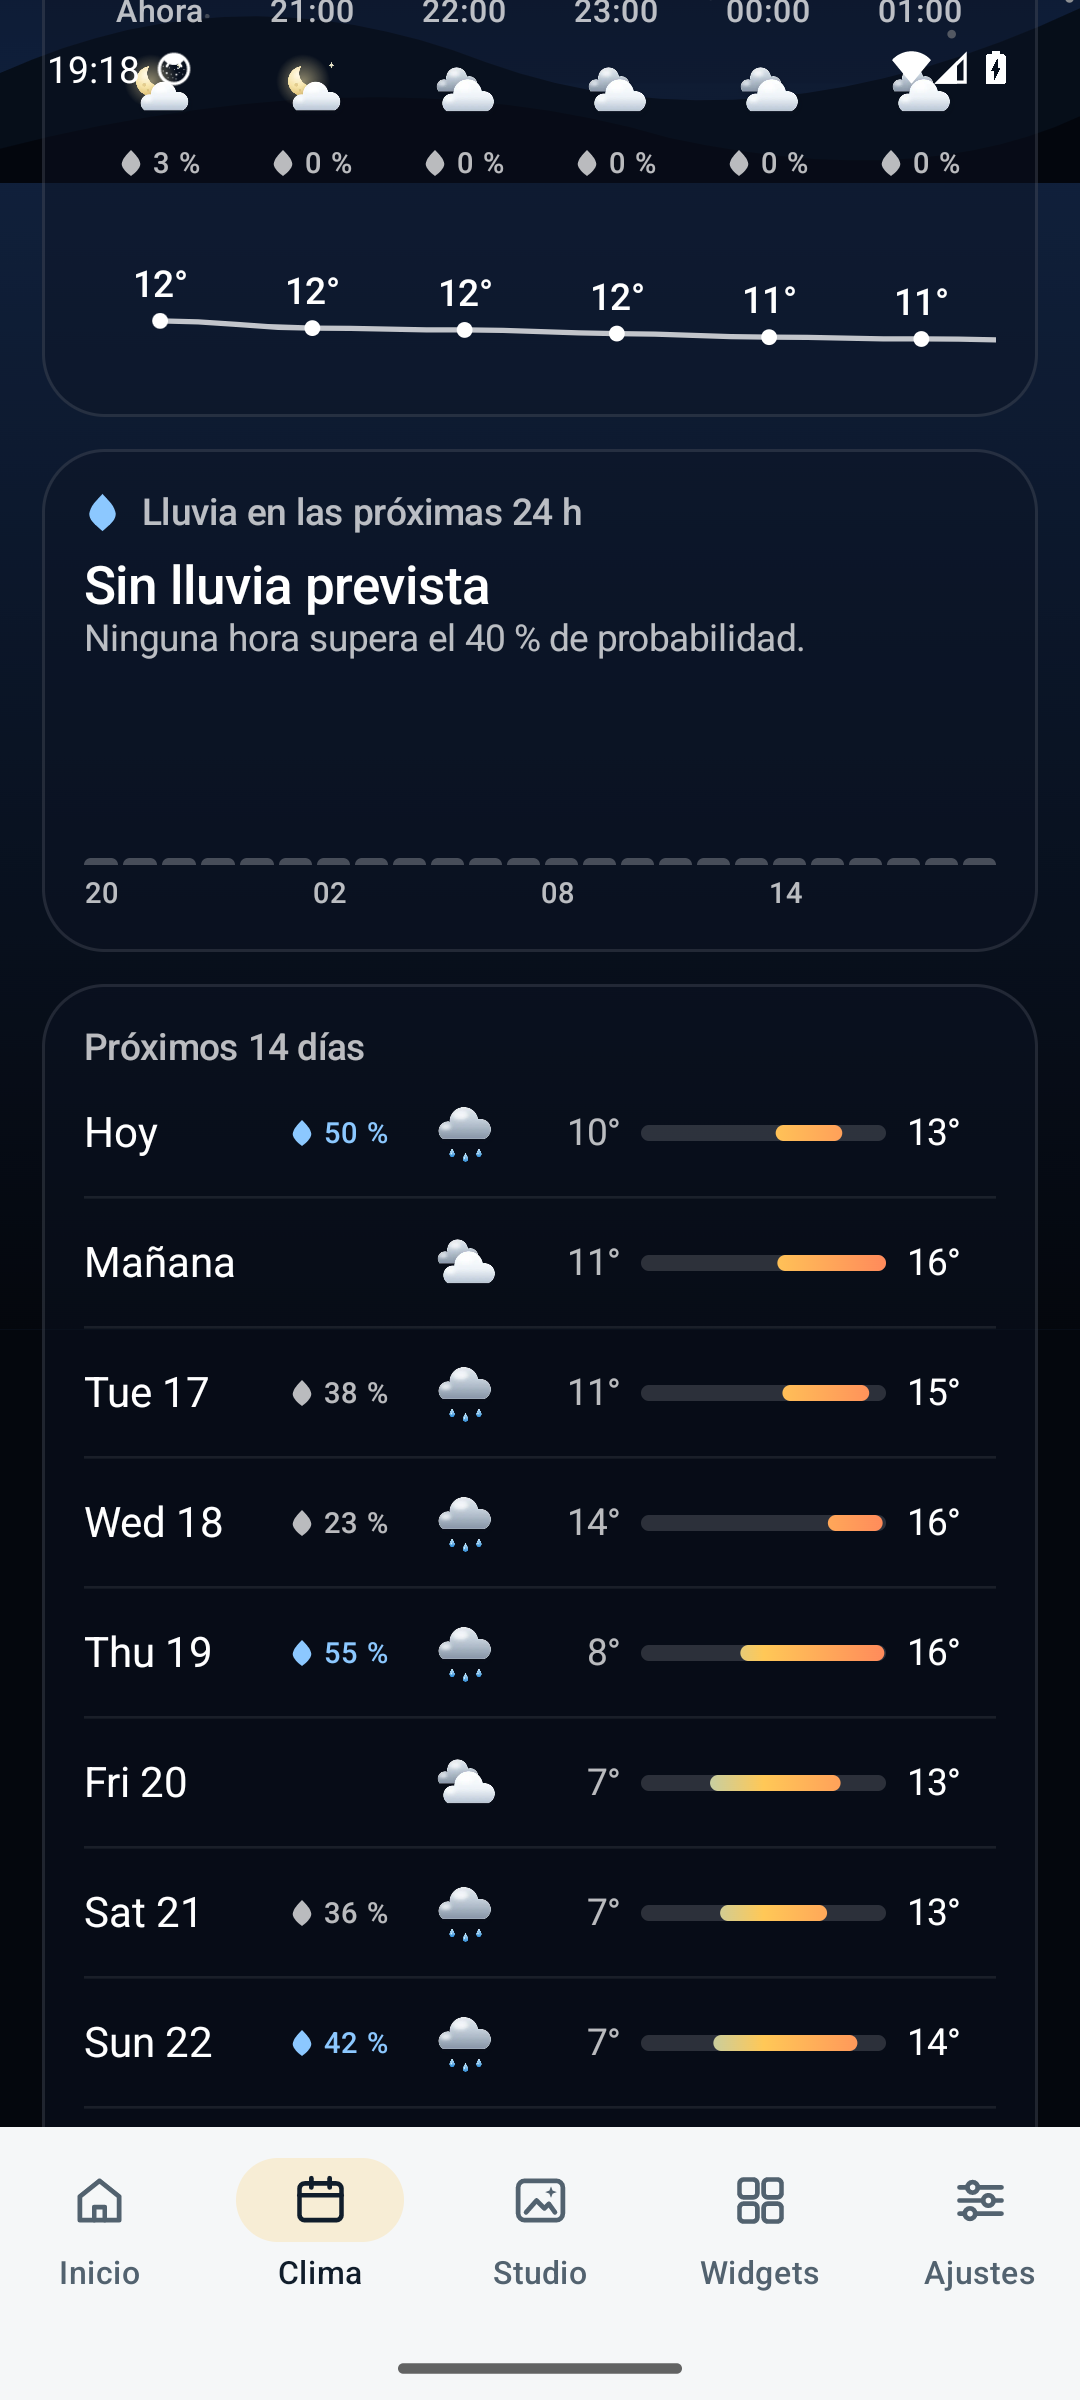 Ahora 21:00 22:00 23:00 00:00 01:00
19:18
3 % 0 % 0 % 0 % 0 % 0 %
12° 12° 12° 12° 11° 11°
Lluvia en las próximas 24 h
Sin lluvia prevista
Ninguna hora supera el 40 % de probabilidad.
20 02 08 14
Próximos 14 días
Hoy 50 % 10° 13°
Mañana 11° 16°
Tue 17 38 % 11° 15°
Wed 18 23 % 14° 16°
Thu 19 55 % 8° 16°
Fri 20 7° 13°
Sat 21 36 % 7° 13°
Sun 22 42 % 7° 14°
Inicio Clima Studio Widgets Ajustes